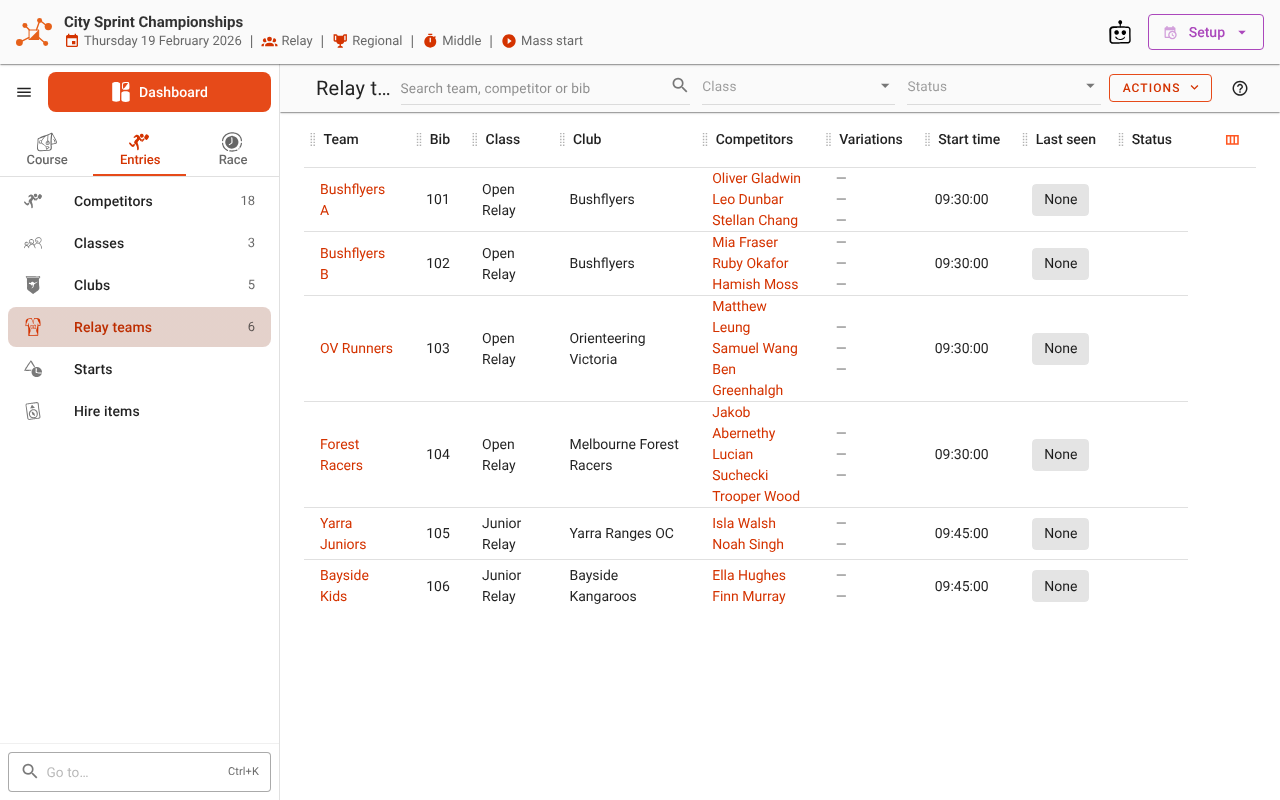 City Sprint Championships
Thursday 19 February 2026 | Relay | Regional | Middle | Mass start
Setup
Dashboard
Relay t…
Search team, competitor or bib
Class
Status
ACTIONS
Course
Entries
Race
Competitors 18
Classes 3
Clubs 5
Relay teams 6
Starts
Hire items
Team Bib Class Club Competitors Variations Start time Last seen Status
Bushflyers
A
101
Open
Relay
Bushflyers
Oliver Gladwin —
Leo Dunbar —
Stellan Chang —
09:30:00
None
Bushflyers
B
102
Open
Relay
Bushflyers
Mia Fraser —
Ruby Okafor —
Hamish Moss —
09:30:00
None
OV Runners
103
Open
Relay
Orienteering
Victoria
Matthew
Leung —
Samuel Wang —
Ben —
Greenhalgh
09:30:00
None
Forest
Racers
104
Open
Relay
Melbourne Forest
Racers
Jakob
Abernethy —
Lucian —
Suchecki —
Trooper Wood
09:30:00
None
Yarra
Juniors
105
Junior
Relay
Yarra Ranges OC
Isla Walsh —
Noah Singh —
09:45:00
None
Bayside
Kids
106
Junior
Relay
Bayside
Kangaroos
Ella Hughes —
Finn Murray —
09:45:00
None
Go to…
Ctrl+K